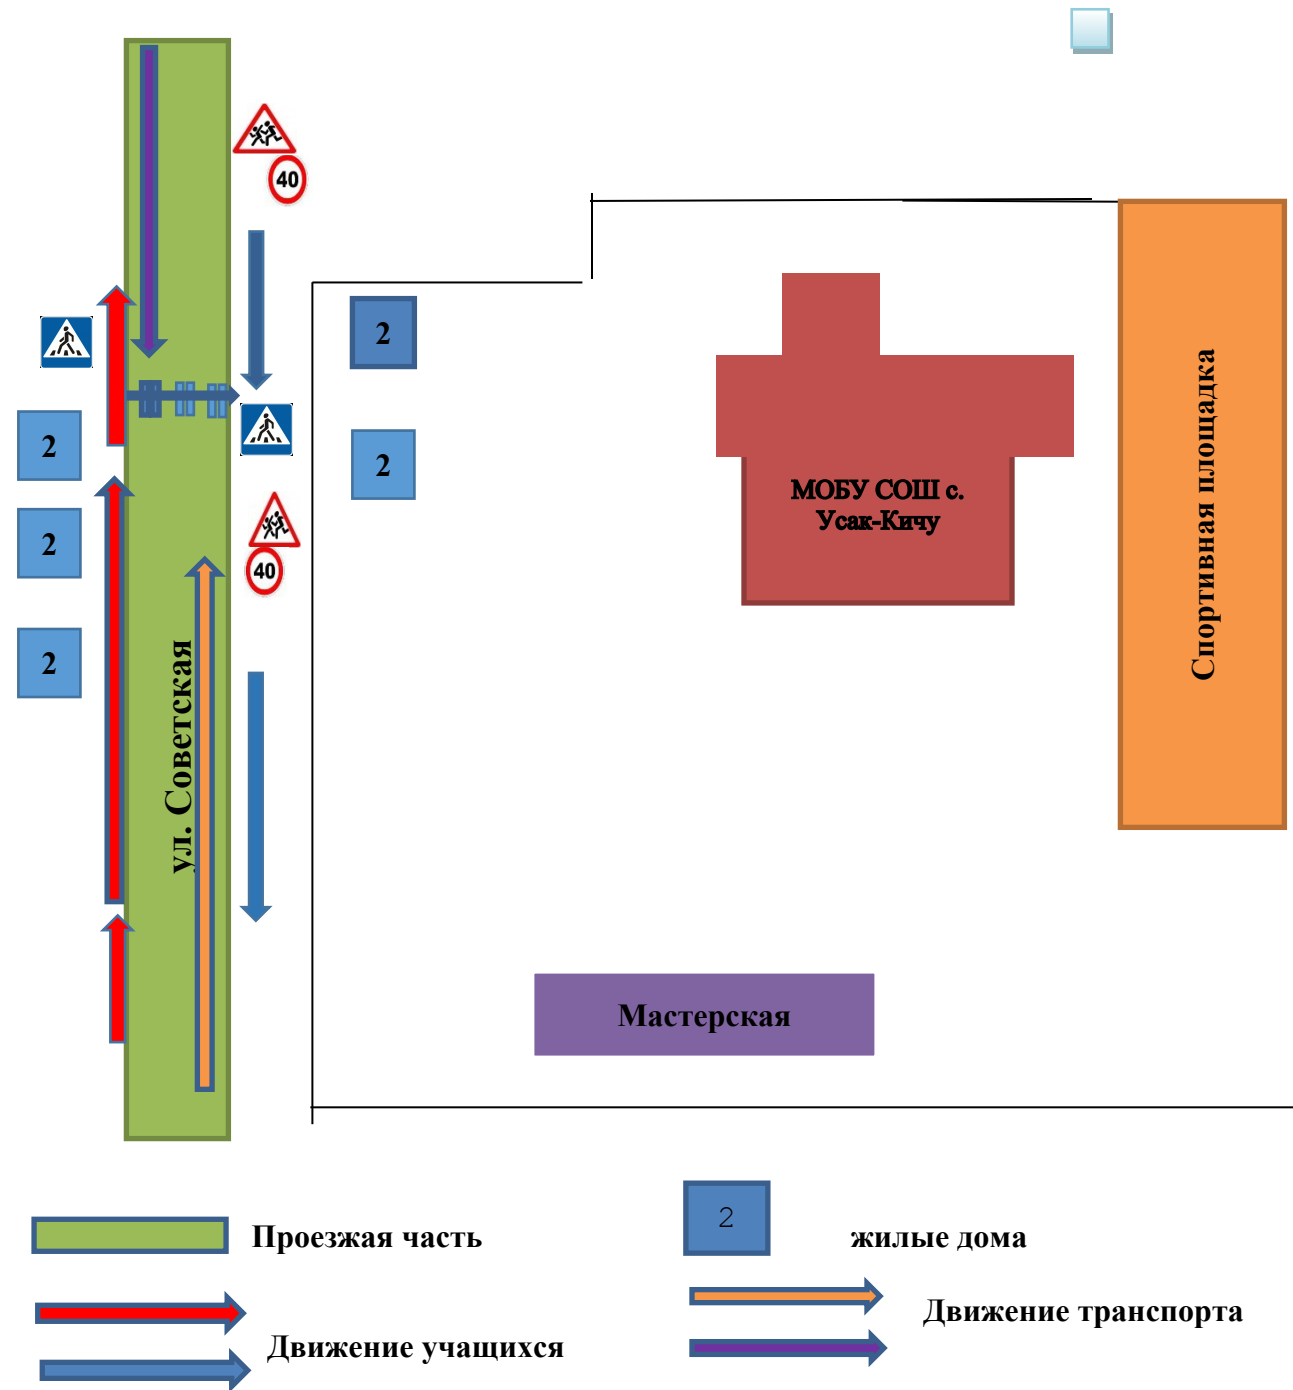 40
2
2
2
2
2
40
МОБУ СОШ с.
Усак-Кичу
Спортивная площадка
ул. Советская
Мастерская
Проезжая часть
2
жилые дома
Движение учащихся
Движение транспорта